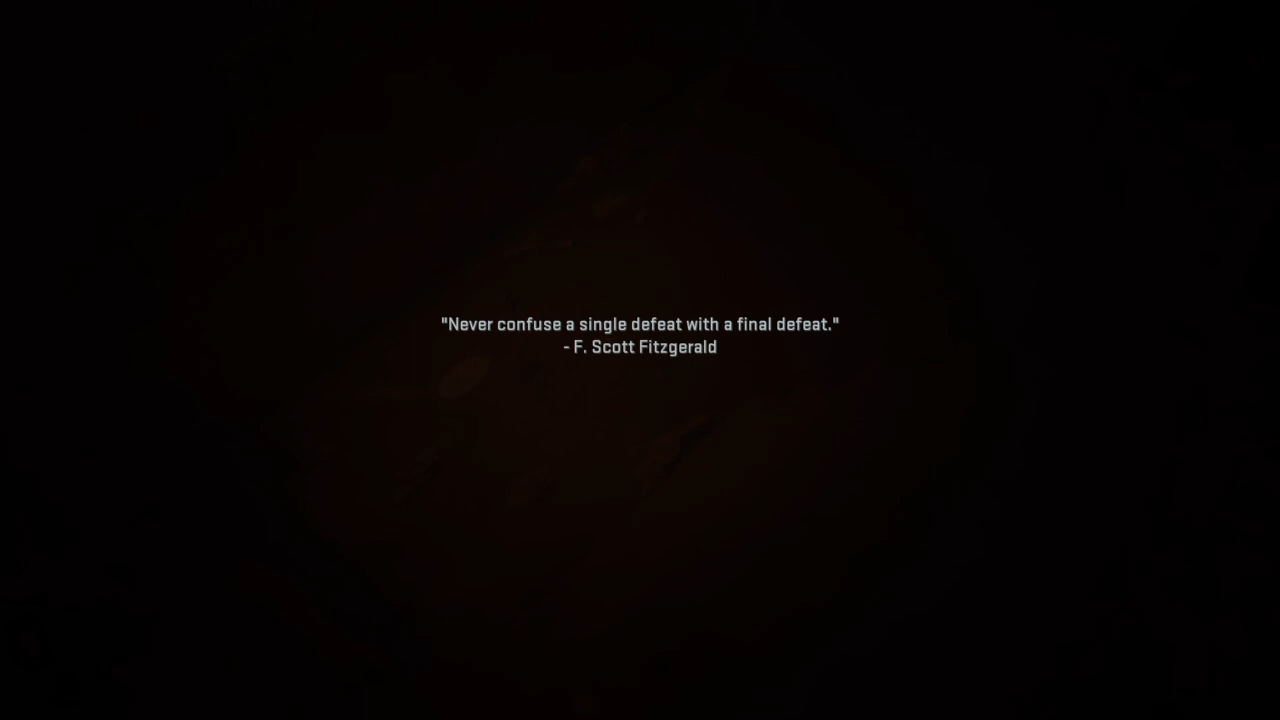 "Never confuse a single defeat with a final defeat."
- F. Scott Fitzgerald